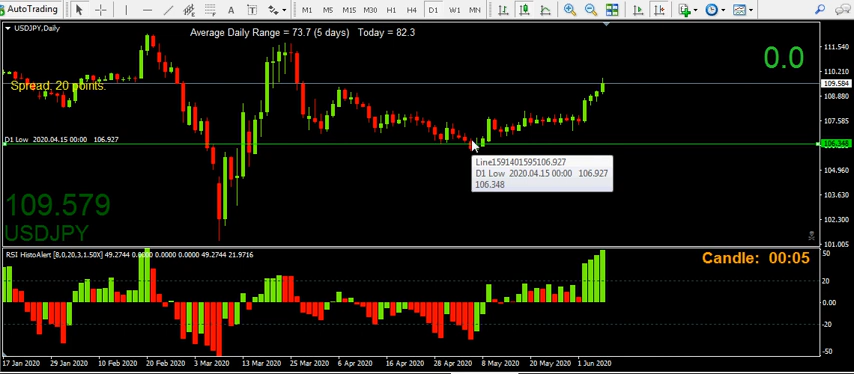 AutoTrading
M1 M5 M15 M30 H1 H4 D1 W1 MN
USDJPY.Daily
Average Daily Range = 73.7 (5 days) Today = 82.3
0.0
Spread: 20 points.
D1 Low 2020.04.15 00:00 106.927
Line1591401595106.927
D1 Low 2020.04.15 00:00 106.927
106.348
109.579
USDJPY
111.540
110.210
109.584
108.880
107.585
106.348
104.960
103.630
102.300
101.005
RSI HistoAlert [8,0,20,3,1.50X] 49.2744 0.0000 0.0000 0.0000 49.2744 21.9716
Candle: 00:05
50
20
0.00
-20
-50
17 Jan 2020 29 Jan 2020 10 Feb 2020 20 Feb 2020 3 Mar 2020 13 Mar 2020 25 Mar 2020 6 Apr 2020 16 Apr 2020 28 Apr 2020 8 May 2020 20 May 2020 1 Jun 2020